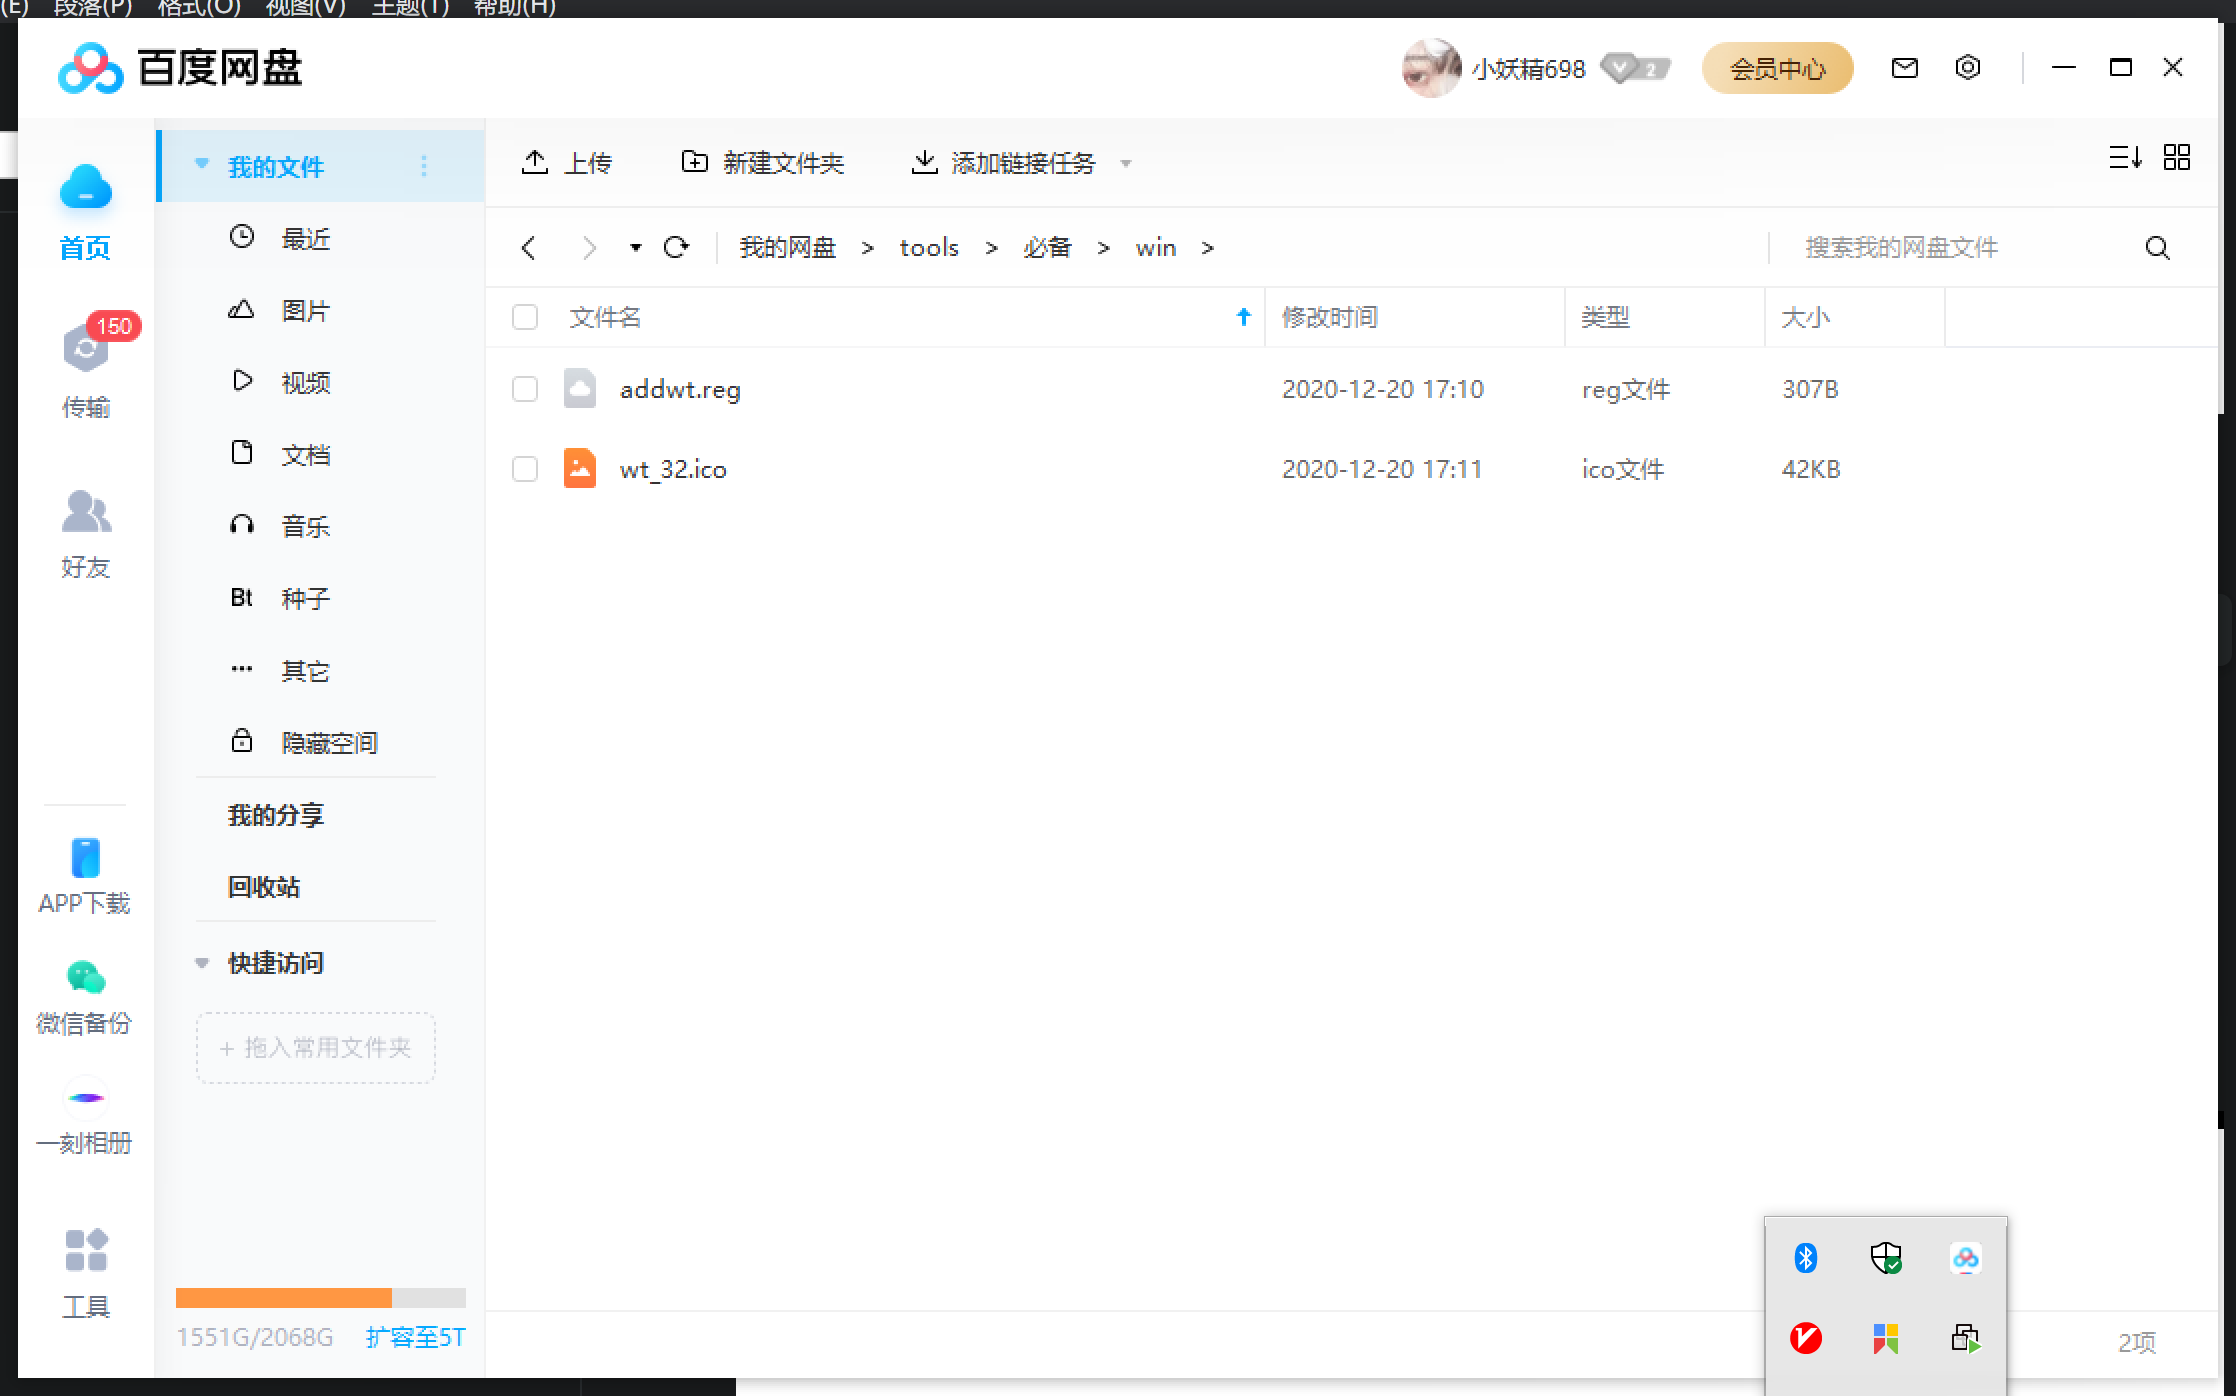 (E) 段落(P) 格式(O) 视图(V) 主题(T) 帮助(H)
百度网盘
小妖精698
2
会员中心
首页
150
传输
好友
APP下载
微信备份
一刻相册
工具
我的文件
最近
图片
视频
文档
音乐
Bt 种子
其它
隐藏空间
我的分享
回收站
快捷访问
+ 拖入常用文件夹
1551G/2068G 扩容至5T
上传 新建文件夹 添加链接任务
我的网盘 > tools > 必备 > win >
搜索我的网盘文件
文件名 修改时间 类型 大小
addwt.reg 2020-12-20 17:10 reg文件 307B
wt_32.ico 2020-12-20 17:11 ico文件 42KB
2项